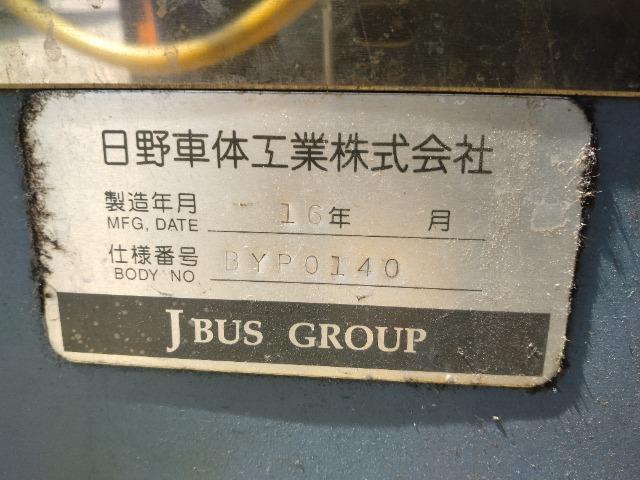 日野車体工業株式会社
製造年月 16年 月
MFG, DATE
仕様番号 BYP0140
BODY NO
J BUS GROUP